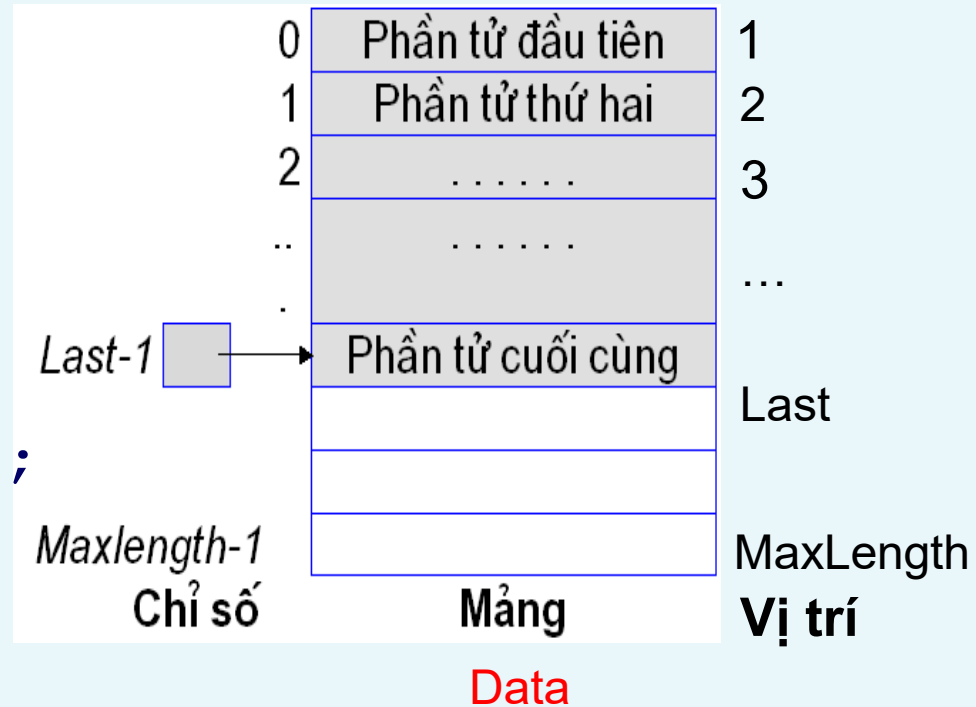 0 Phần tử đầu tiên 1
1 Phần tử thứ hai 2
2 . . . . . . 3
.. . . . . . .
. …
Last-1 Phần tử cuối cùng
Last
;
Maxlength-1 MaxLength
Chỉ số Mảng Vị trí
Data